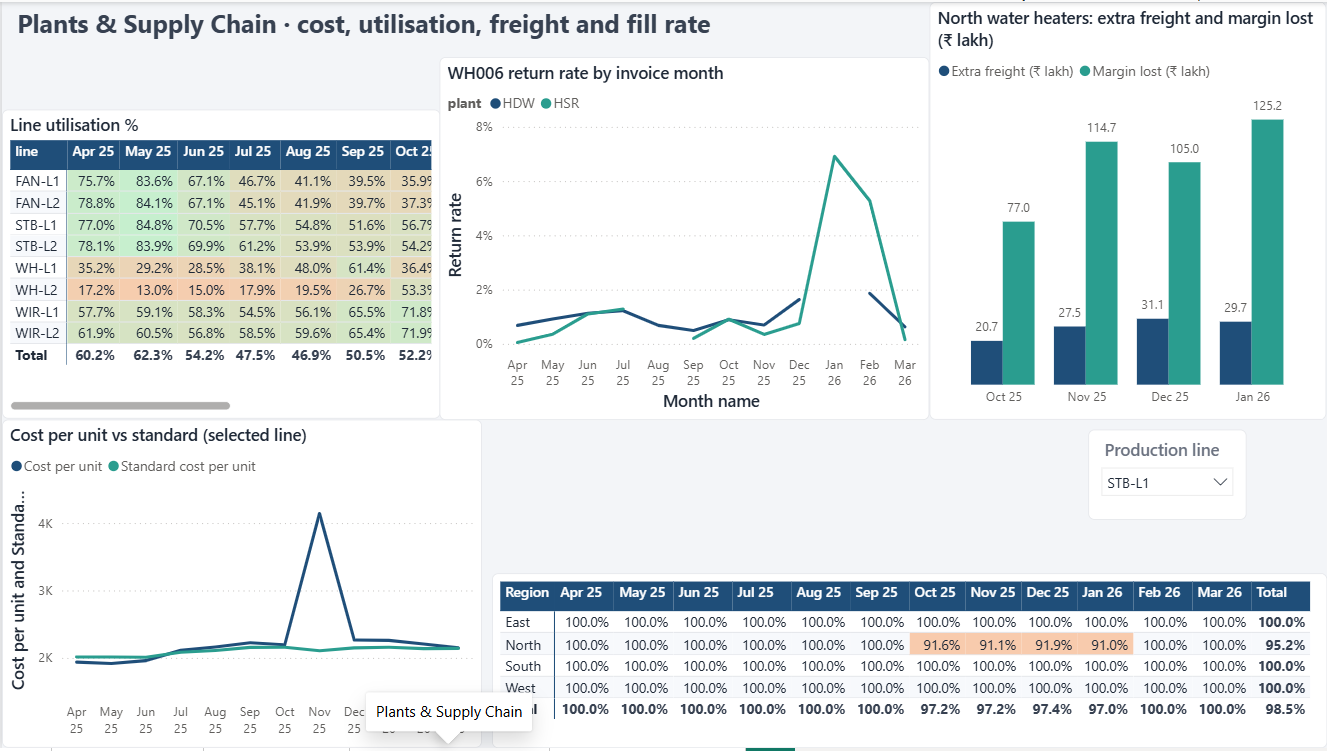 Plants & Supply Chain · cost, utilisation, freight and fill rate
Line utilisation %
line Apr 25 May 25 Jun 25 Jul 25 Aug 25 Sep 25 Oct 25
FAN-L1 75.7% 83.6% 67.1% 46.7% 41.1% 39.5% 35.9%
FAN-L2 78.8% 84.1% 67.1% 45.1% 41.9% 39.7% 37.3%
STB-L1 77.0% 84.8% 70.5% 57.7% 54.8% 51.6% 56.7%
STB-L2 78.1% 83.9% 69.9% 61.2% 53.9% 53.9% 54.2%
WH-L1 35.2% 29.2% 28.5% 38.1% 48.0% 61.4% 36.4%
WH-L2 17.2% 13.0% 15.0% 17.9% 19.5% 26.7% 53.3%
WIR-L1 57.7% 59.1% 58.3% 54.5% 56.1% 65.5% 71.8%
WIR-L2 61.9% 60.5% 56.8% 58.5% 59.6% 65.4% 71.9%
Total 60.2% 62.3% 54.2% 47.5% 46.9% 50.5% 52.2%
WH006 return rate by invoice month
plant HDW HSR
Return rate
8%
6%
4%
2%
0%
Apr May Jun Jul Aug Sep Oct Nov Dec Jan Feb Mar
25 25 25 25 25 25 25 25 25 26 26 26
Month name
North water heaters: extra freight and margin lost
(₹ lakh)
Extra freight (₹ lakh) Margin lost (₹ lakh)
20.7 77.0 27.5 114.7 31.1 105.0 29.7 125.2
Oct 25 Nov 25 Dec 25 Jan 26
Cost per unit vs standard (selected line)
Cost per unit Standard cost per unit
Cost per unit and Standa...
4K
3K
2K
Apr May Jun Jul Aug Sep Oct Nov Dec
25 25 25 25 25 25 25 25
Plants & Supply Chain
Production line
STB-L1
Region Apr 25 May 25 Jun 25 Jul 25 Aug 25 Sep 25 Oct 25 Nov 25 Dec 25 Jan 26 Feb 26 Mar 26 Total
East 100.0% 100.0% 100.0% 100.0% 100.0% 100.0% 100.0% 100.0% 100.0% 100.0% 100.0% 100.0% 100.0%
North 100.0% 100.0% 100.0% 100.0% 100.0% 100.0% 91.6% 91.1% 91.9% 91.0% 100.0% 100.0% 95.2%
South 100.0% 100.0% 100.0% 100.0% 100.0% 100.0% 100.0% 100.0% 100.0% 100.0% 100.0% 100.0% 100.0%
West 100.0% 100.0% 100.0% 100.0% 100.0% 100.0% 100.0% 100.0% 100.0% 100.0% 100.0% 100.0% 100.0%
100.0% 100.0% 100.0% 100.0% 100.0% 100.0% 97.2% 97.2% 97.4% 97.0% 100.0% 100.0% 98.5%